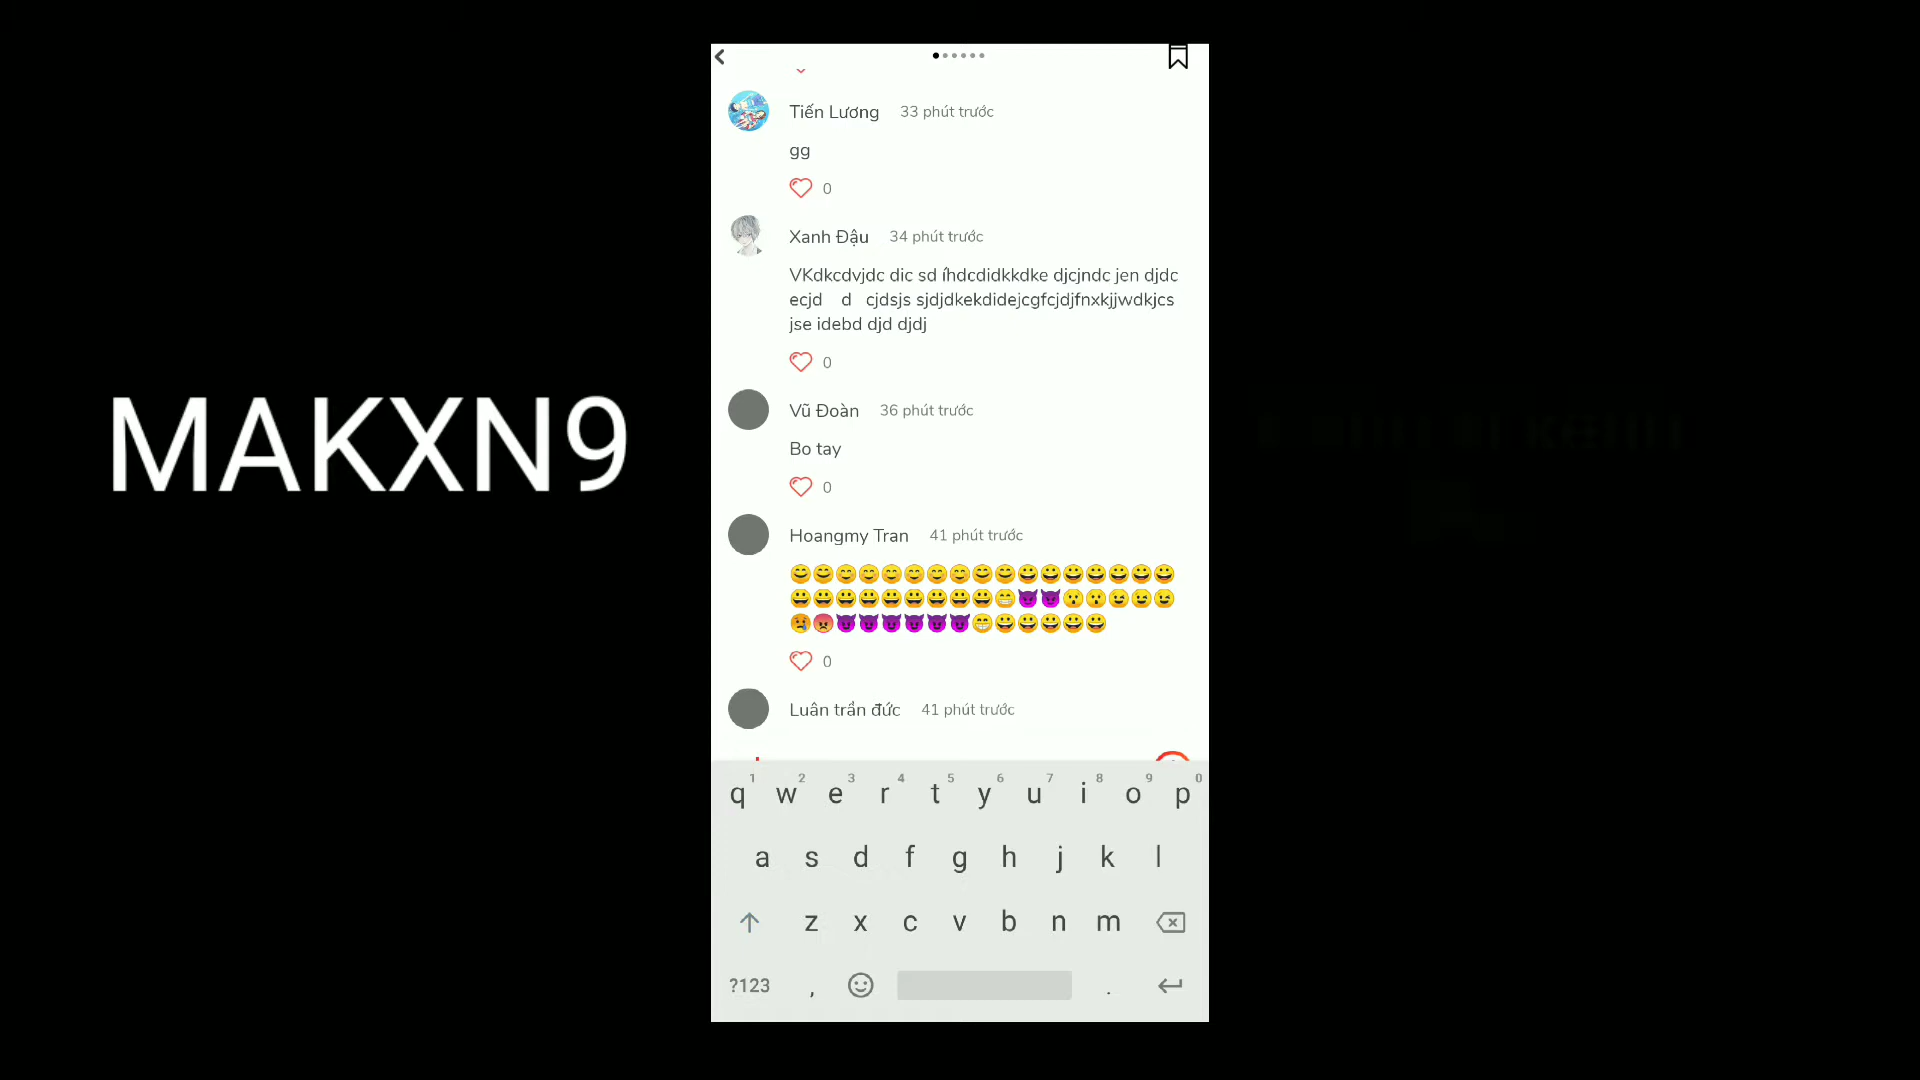 MAKXN9
Tiến Lương 33 phút trước
gg
0
Xanh Đậu 34 phút trước
VKdkcdvjdc dic sd íhdcdidkkdke djcjndc jen djdc
ecjd d cjdsjs sjdjdkekdidejcgfcjdjfnxkjjwdkjcs
jse idebd djd djdj
0
Vũ Đoàn 36 phút trước
Bo tay
0
Hoangmy Tran 41 phút trước
0
Luân trần đức 41 phút trước
1 2 3 4 5 6 7 8 9 0
q w e r t y u i o p
a s d f g h j k l
z x c v b n m
?123 , .